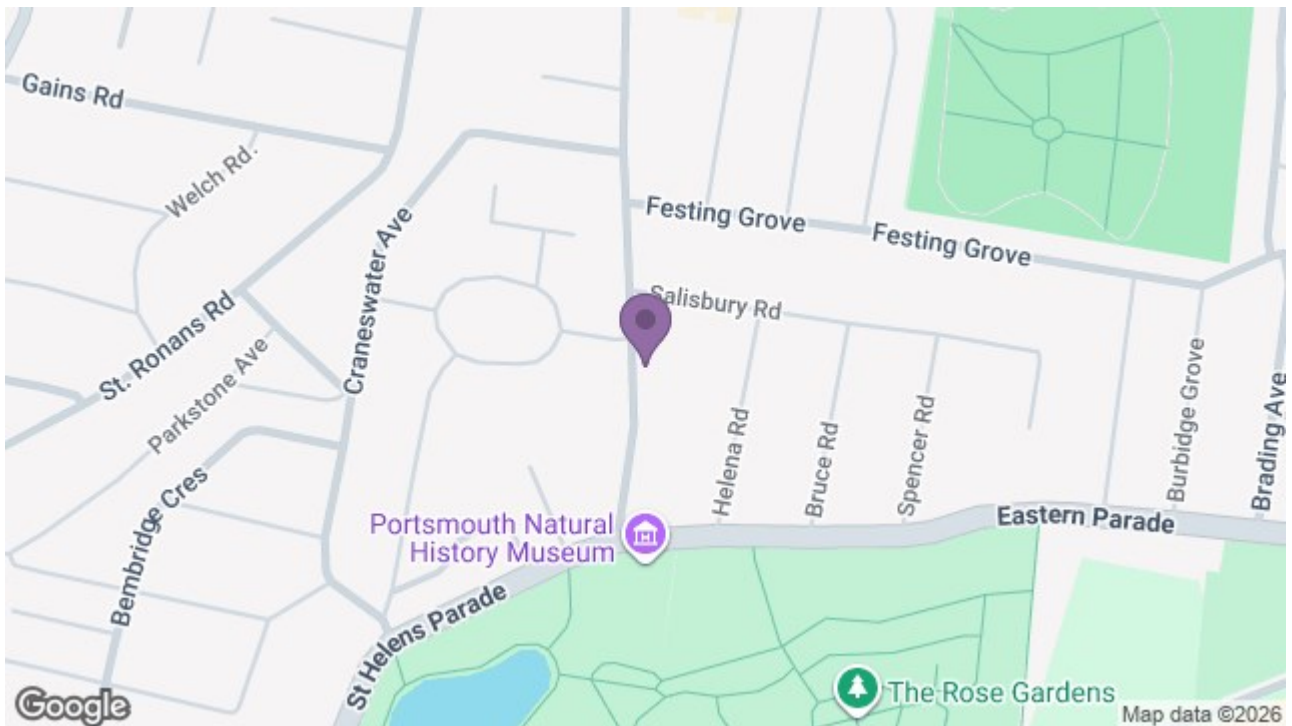 Gains Rd
Welch Rd.
Festing Grove
Festing Grove
Craneswater Ave
Salisbury Rd
St. Ronans Rd
Parkstone Ave
Helena Rd
Bruce Rd
Spencer Rd
Burbidge Grove
Brading Ave
Bembridge Cres
Portsmouth Natural
History Museum
Eastern Parade
St Helens Parade
The Rose Gardens
Google
Map data ©2026